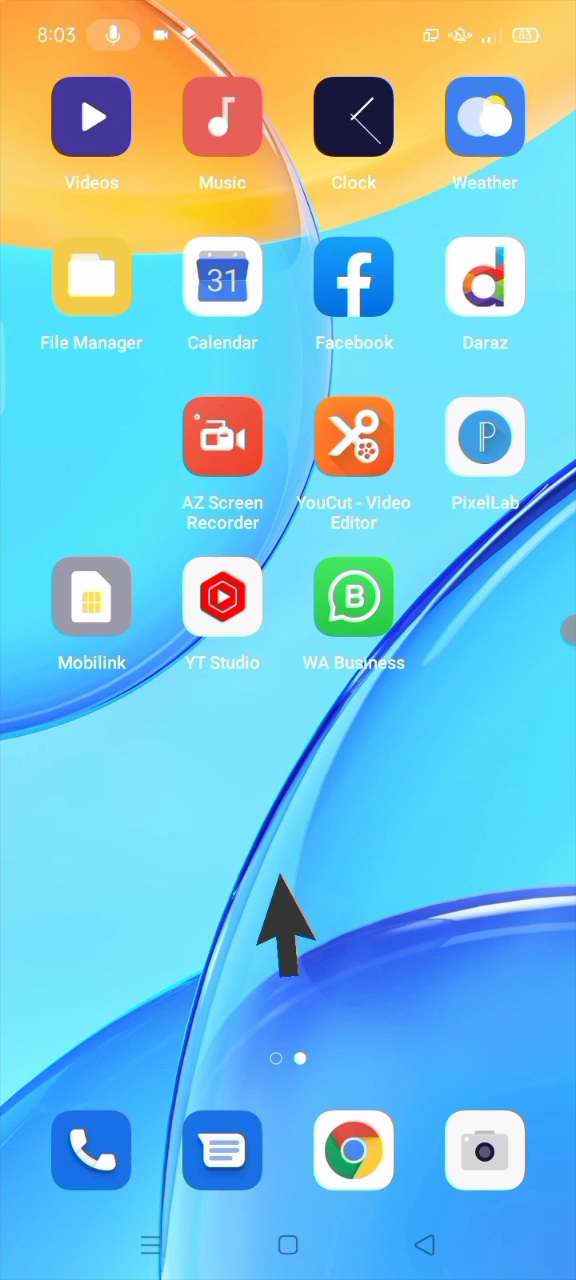 8:03
83
Videos
Music
Clock
Weather
31
File Manager
Calendar
Facebook
Daraz
AZ Screen
Recorder
YouCut - Video
Editor
PixelLab
Mobilink
YT Studio
WA Business